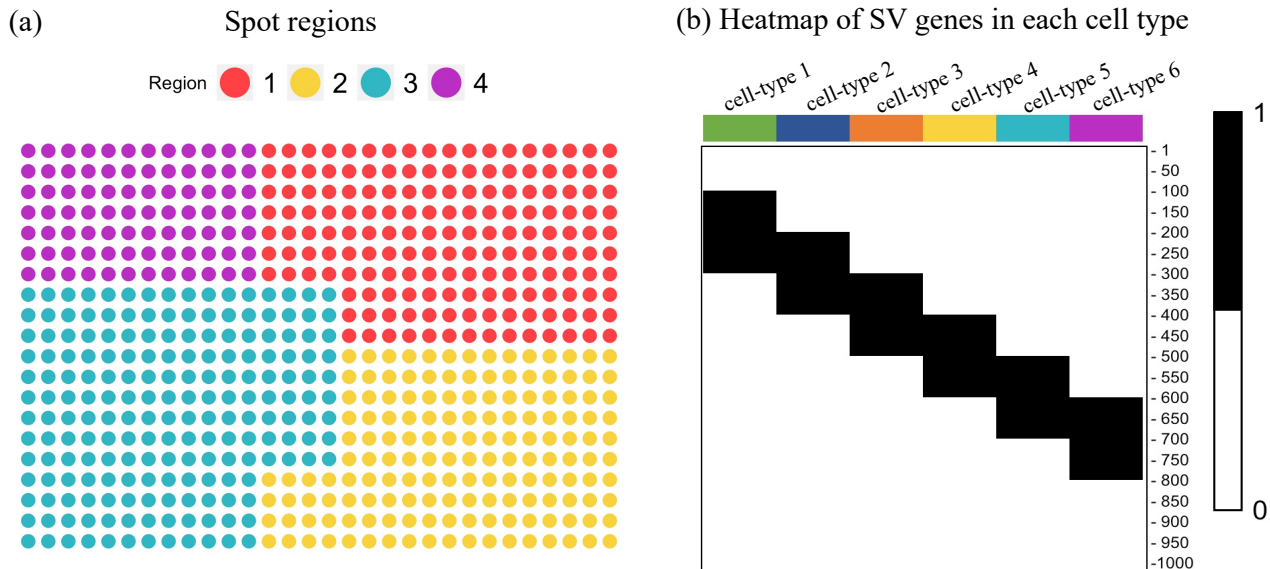 (a) Spot regions
Region 1 2 3 4
(b) Heatmap of SV genes in each cell type
cell-type 1
cell-type 2
cell-type 3
cell-type 4
cell-type 5
cell-type 6
- 1
- 50
- 100
- 150
- 200
- 250
- 300
- 350
- 400
- 450
- 500
- 550
- 600
- 650
- 700
- 750
- 800
- 850
- 900
- 950
-1000
1
0